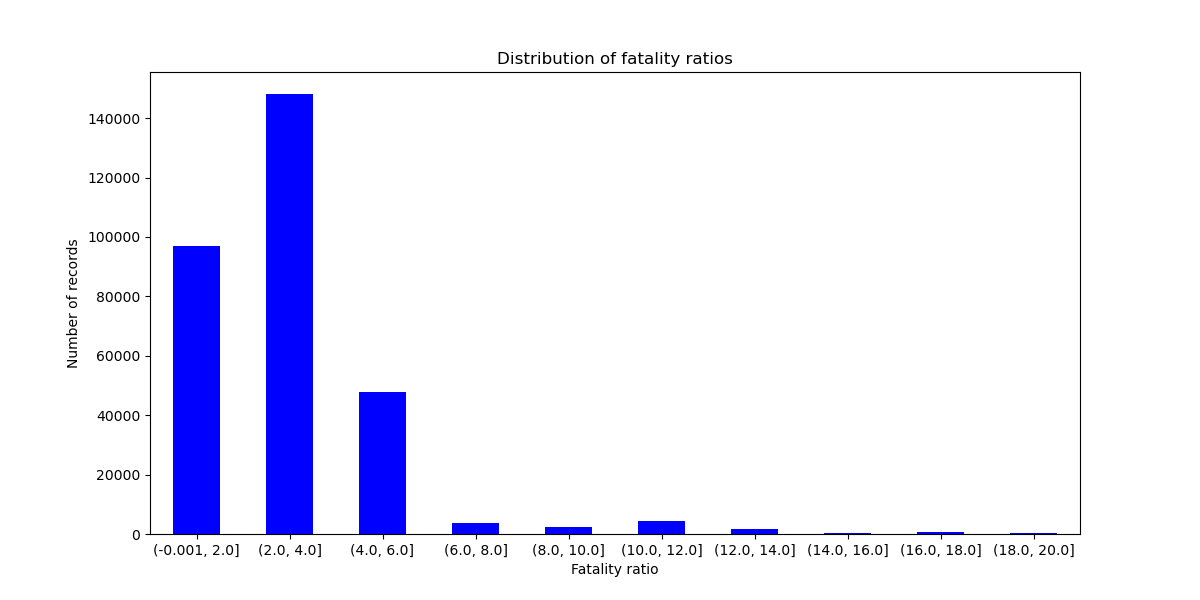 Distribution of fatality ratios
140000
120000
100000
80000
60000
40000
20000
0
Number of records
(-0.001, 2.0] (2.0, 4.0] (4.0, 6.0] (6.0, 8.0] (8.0, 10.0] (10.0, 12.0] (12.0, 14.0] (14.0, 16.0] (16.0, 18.0] (18.0, 20.0]
Fatality ratio